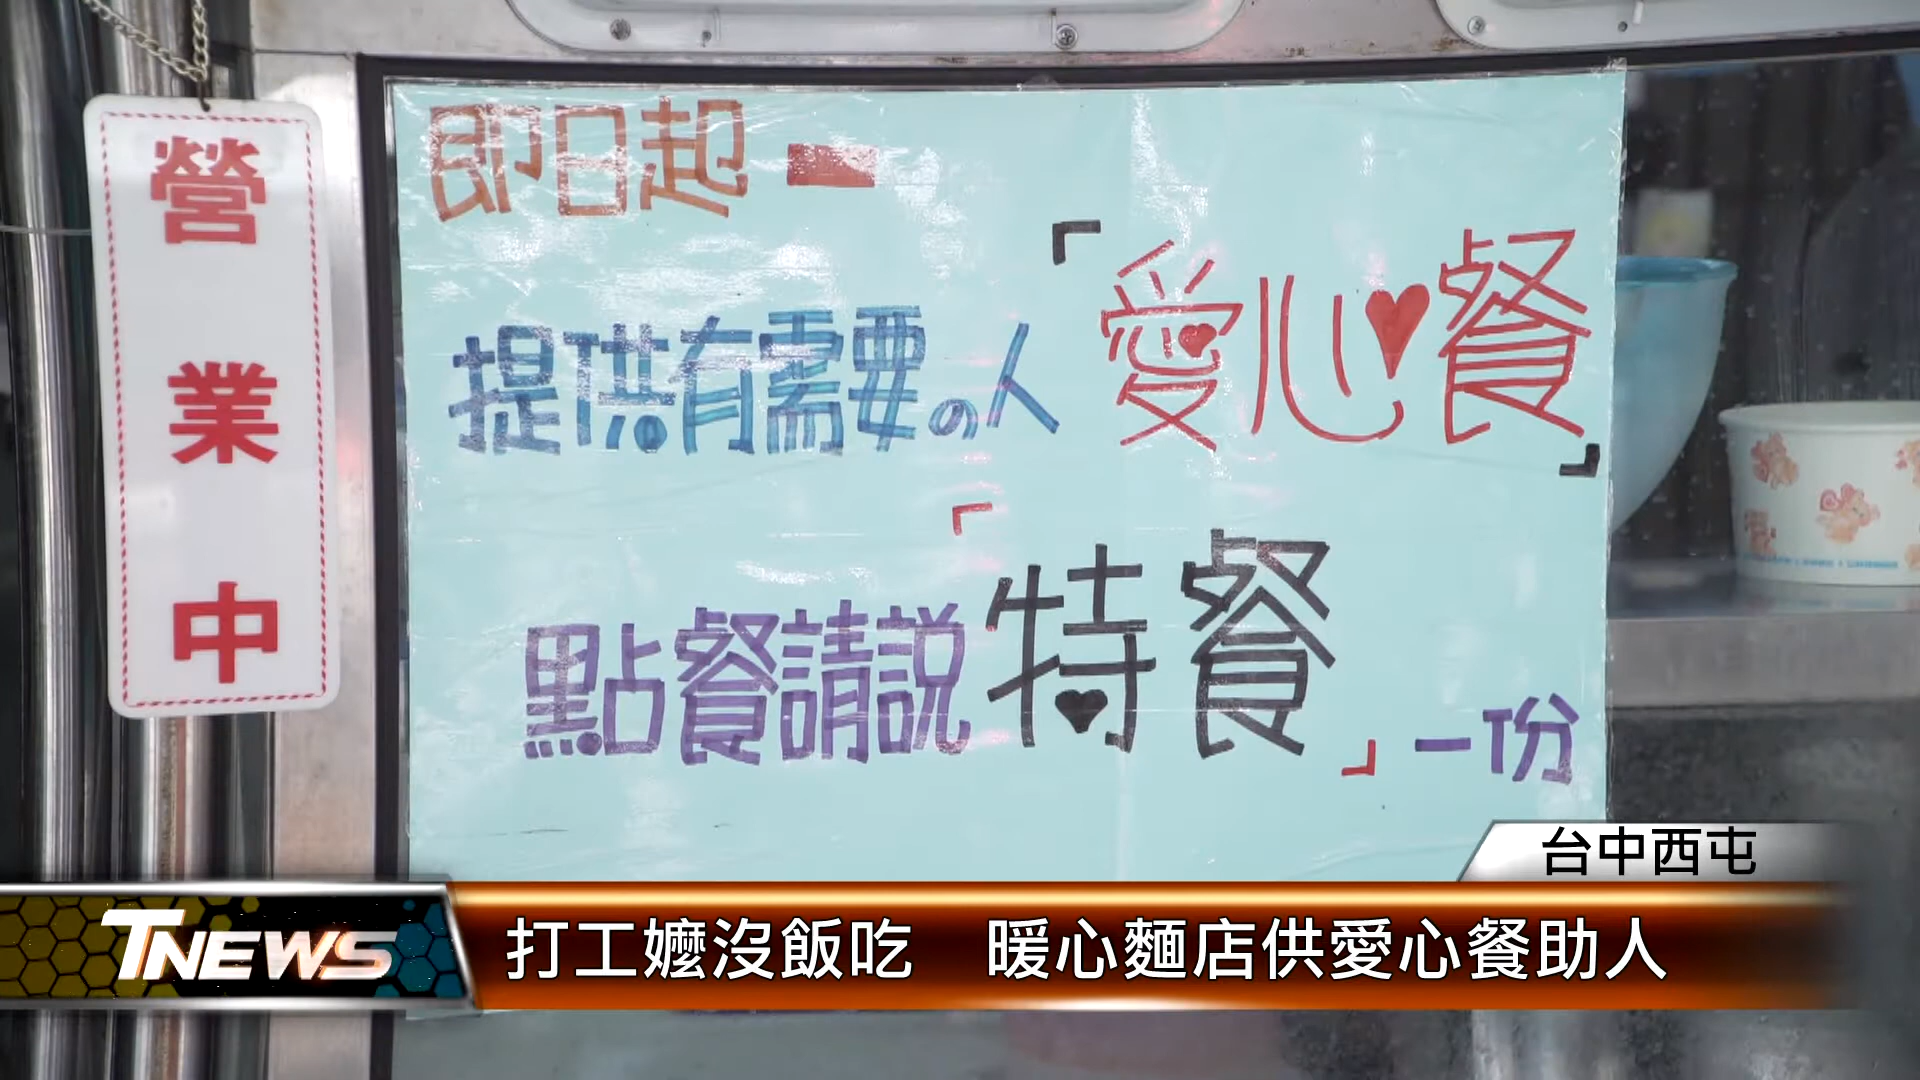 營業中
即日起
提供有需要の人「愛心餐」
點餐請說「特餐」一份
台中西屯
TNEWS
打工嬤沒飯吃 暖心麵店供愛心餐助人